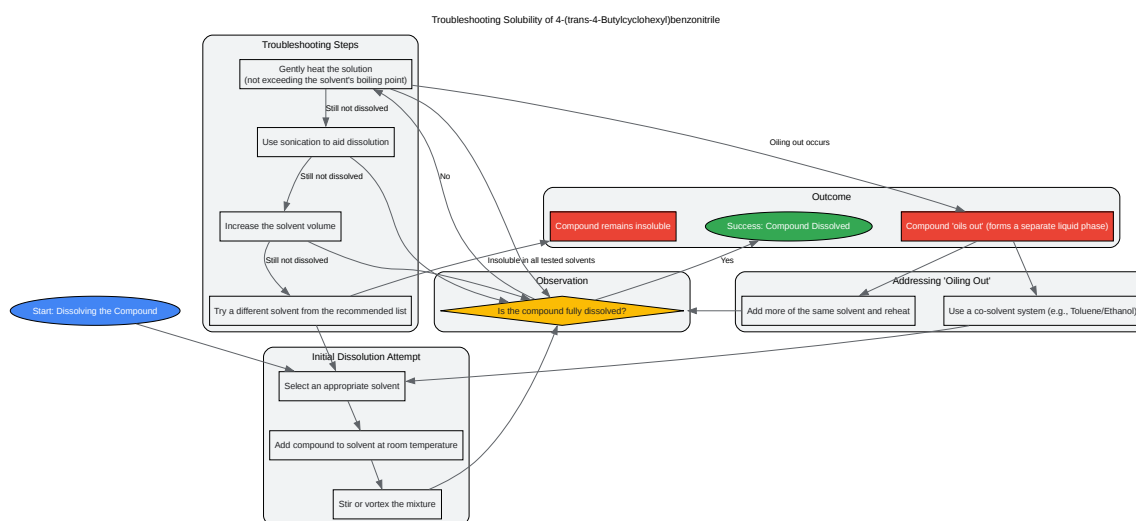 Troubleshooting Solubility of 4-(trans-4-Butylcyclohexyl)benzonitrile
Troubleshooting Steps
Gently heat the solution
(not exceeding the solvent's boiling point)
Still not dissolved
Use sonication to aid dissolution
Oiling out occurs
Still not dissolved
No
Outcome
Increase the solvent volume
Compound remains insoluble
Success: Compound Dissolved
Compound 'oils out' (forms a separate liquid phase)
Still not dissolved
Insoluble in all tested solvents
Yes
Observation
Addressing 'Oiling Out'
Start: Dissolving the Compound
Try a different solvent from the recommended list
Is the compound fully dissolved?
Add more of the same solvent and reheat
Use a co-solvent system (e.g., Toluene/Ethanol)
Initial Dissolution Attempt
Select an appropriate solvent
Add compound to solvent at room temperature
Stir or vortex the mixture